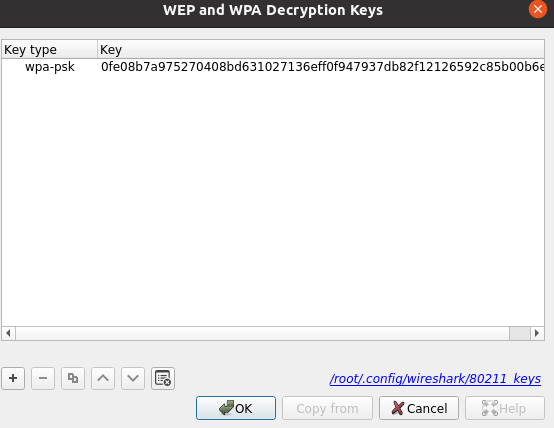 WEP and WPA Decryption Keys
Key type Key
wpa-psk 0fe08b7a975270408bd631027136eff0f947937db82f12126592c85b00b6e
/root/.config/wireshark/80211_keys
OK Copy from Cancel Help